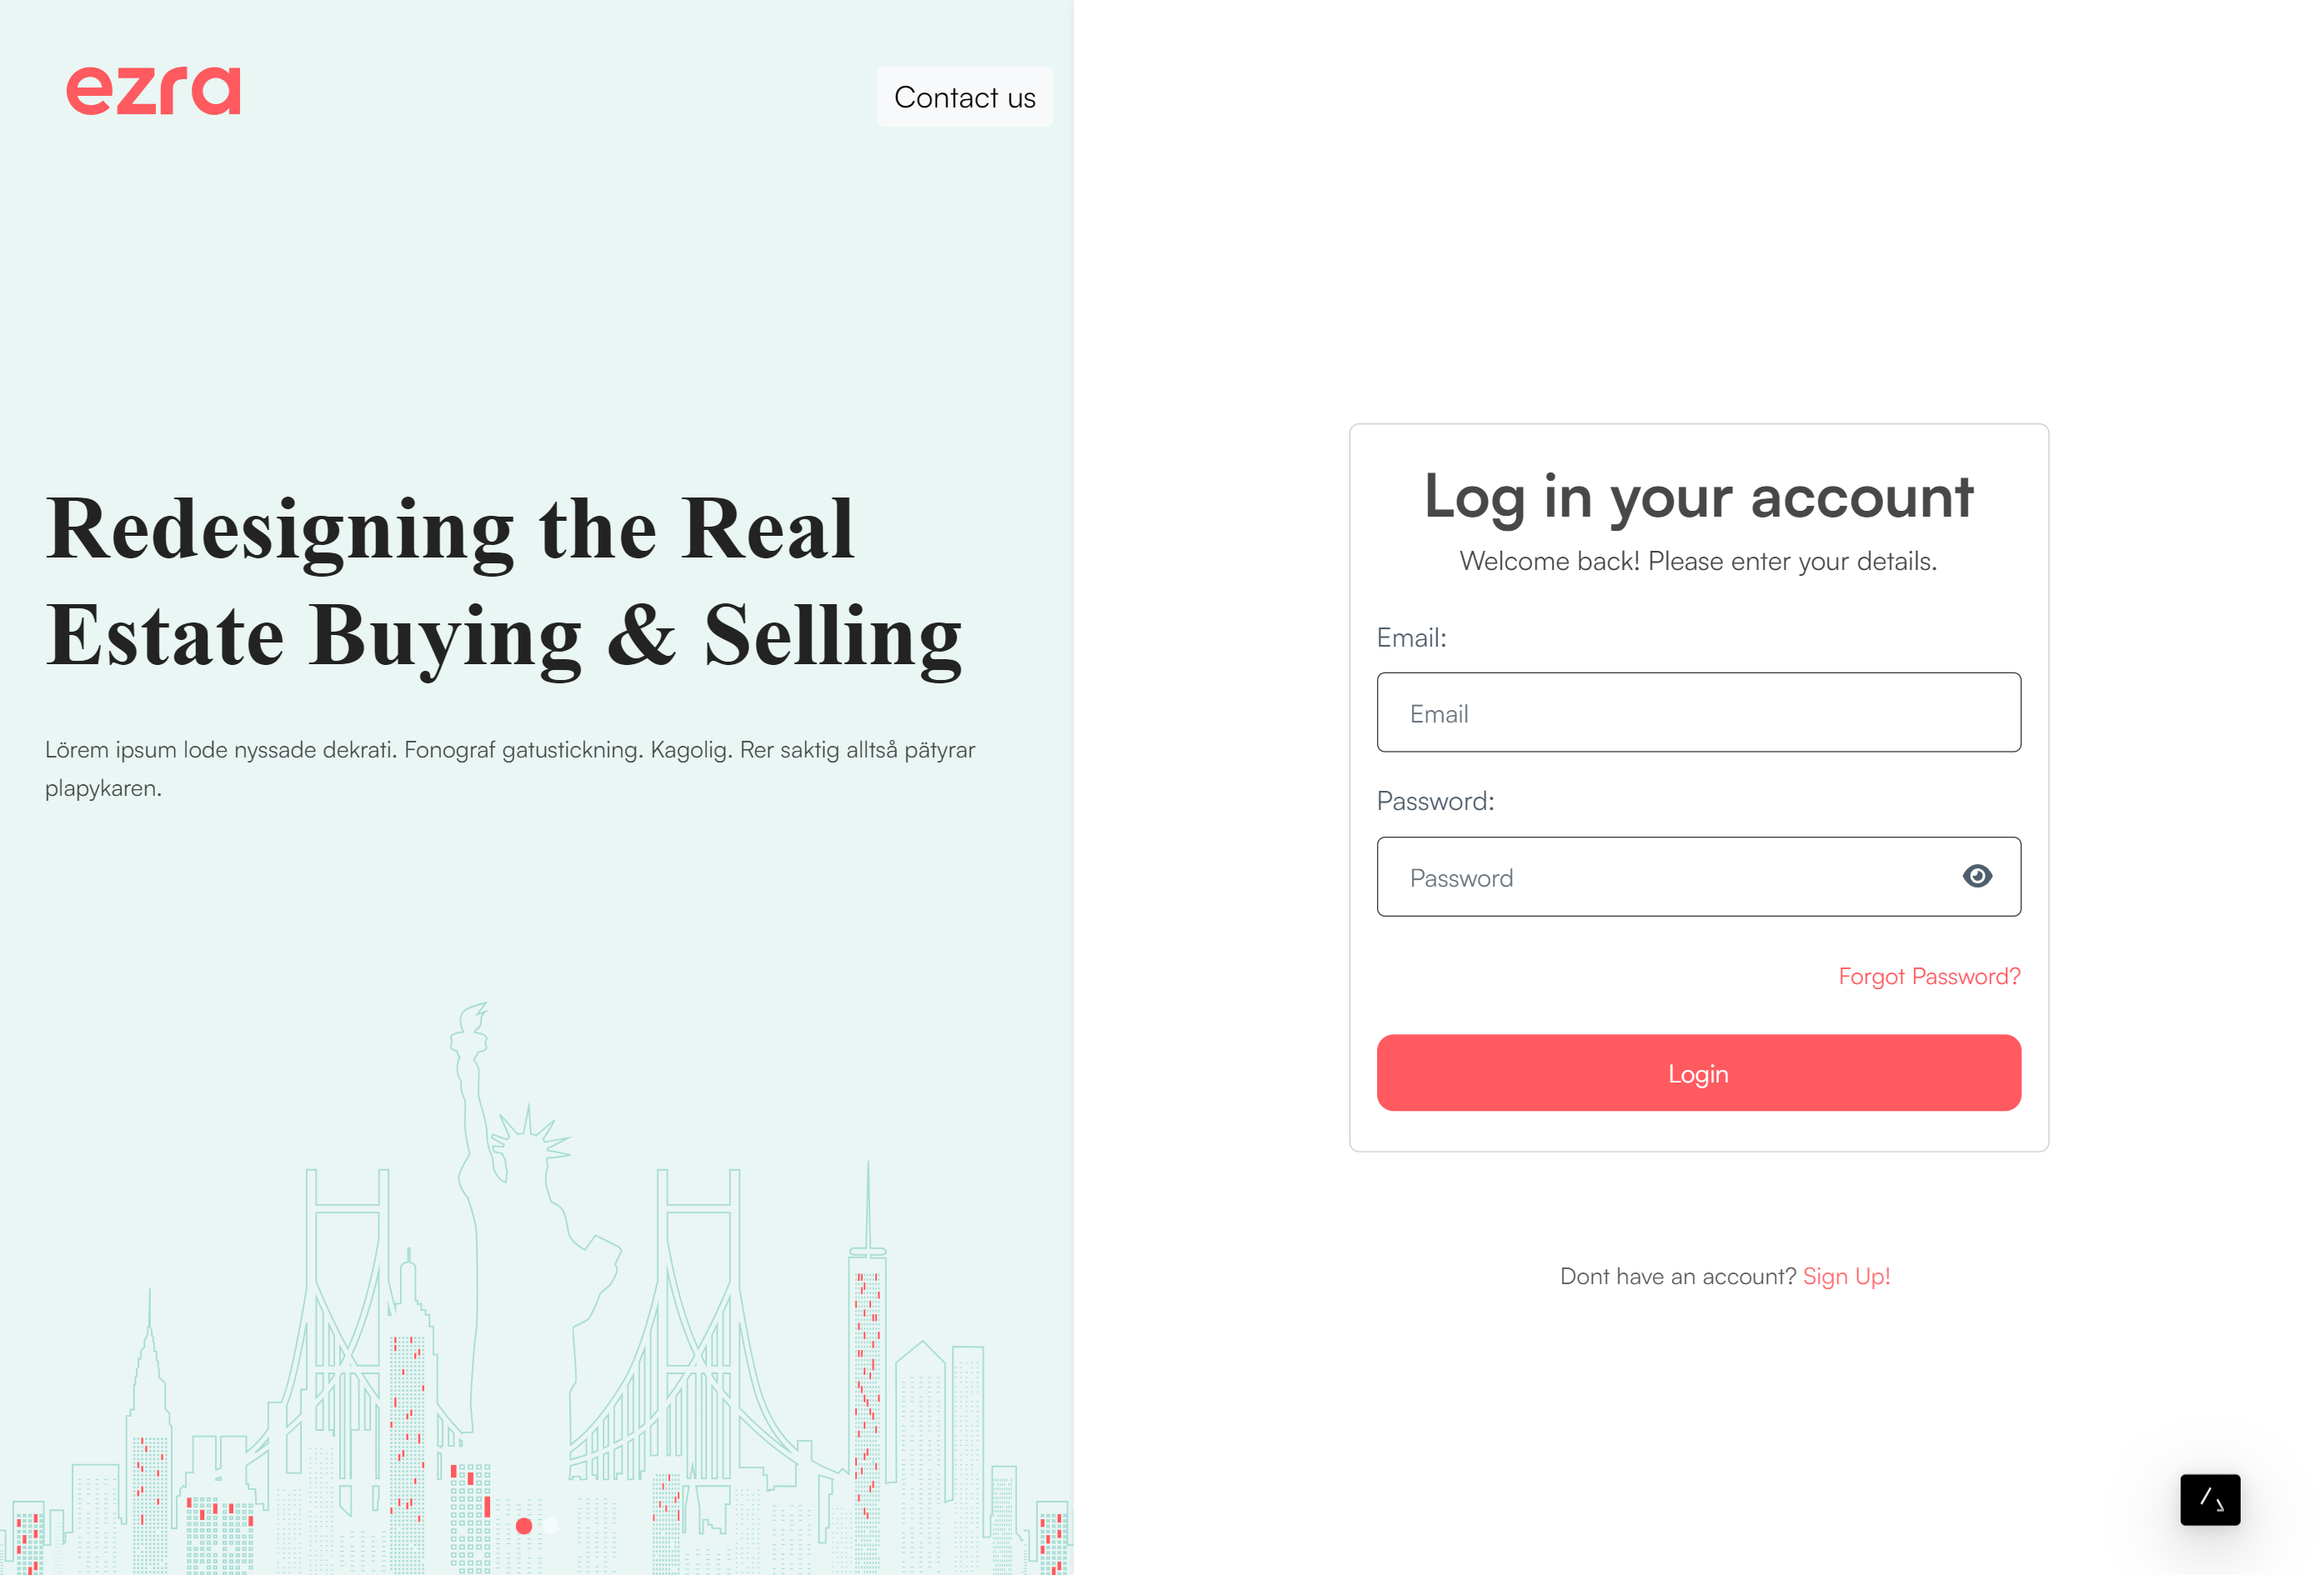 ezra
Contact us
Redesigning the Real
Estate Buying & Selling
Lörem ipsum lode nyssade dekrati. Fonograf gatustickning. Kagolig. Rer saktig alltså pätyrar
plapykaren.
Log in your account
Welcome back! Please enter your details.
Email:
Email
Password:
Password
Forgot Password?
Login
Dont have an account? Sign Up!